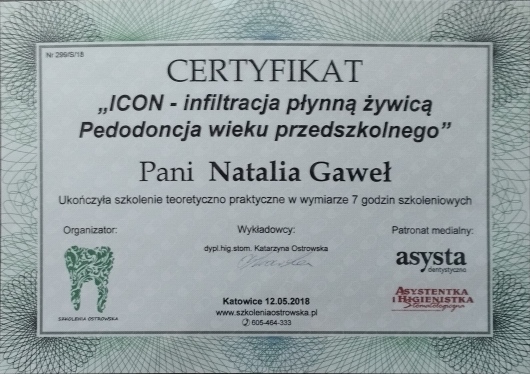 Nr 299/S/18
CERTYFIKAT
„ICON - infiltracja płynną żywicą
Pedodoncja wieku przedszkolnego”
Pani Natalia Gaweł
Ukończyła szkolenie teoretyczno praktyczne w wymiarze 7 godzin szkoleniowych
Organizator:
Wykładowcy:
Patronat medialny:
dypl.hig.stom. Katarzyna Ostrowska
asysta
dentystyczna
ASYSTENTKA
I HIGIENISTKA
Stomatologiczna
SZKOLENIA OSTROWSKA
Katowice 12.05.2018
www.szkoleniaostrowska.pl
605-464-333